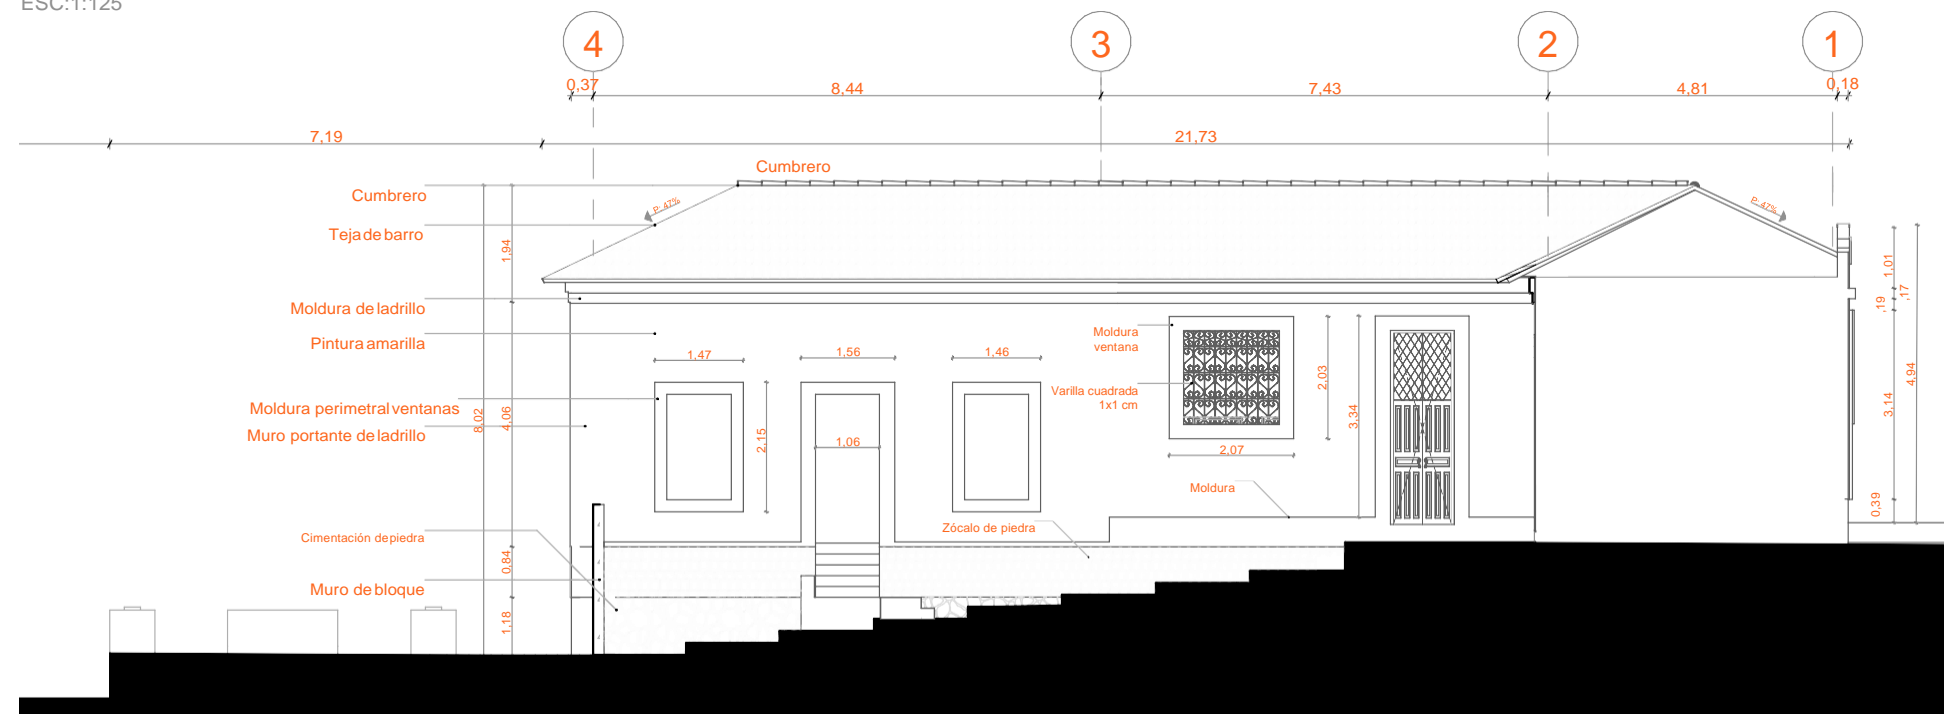 ESC:1:125
4
3
2
1
0,37
8,44
7,43
4,81
0,18
7,19
21,73
Cumbrero
Cumbrero
P: 47%
P: 47%
Teja de barro
1,94
1,01
,17
,19
Moldura de ladrillo
Pintura amarilla
Moldura
ventana
1,47
1,56
1,46
2,03
4,94
Varilla cuadrada
1x1 cm
Moldura perimetral ventanas
8,02
4,06
3,34
3,14
Muro portante de ladrillo
2,15
1,06
2,07
Moldura
0,39
Zócalo de piedra
Cimentación de piedra
0,84
Muro de bloque
1,18